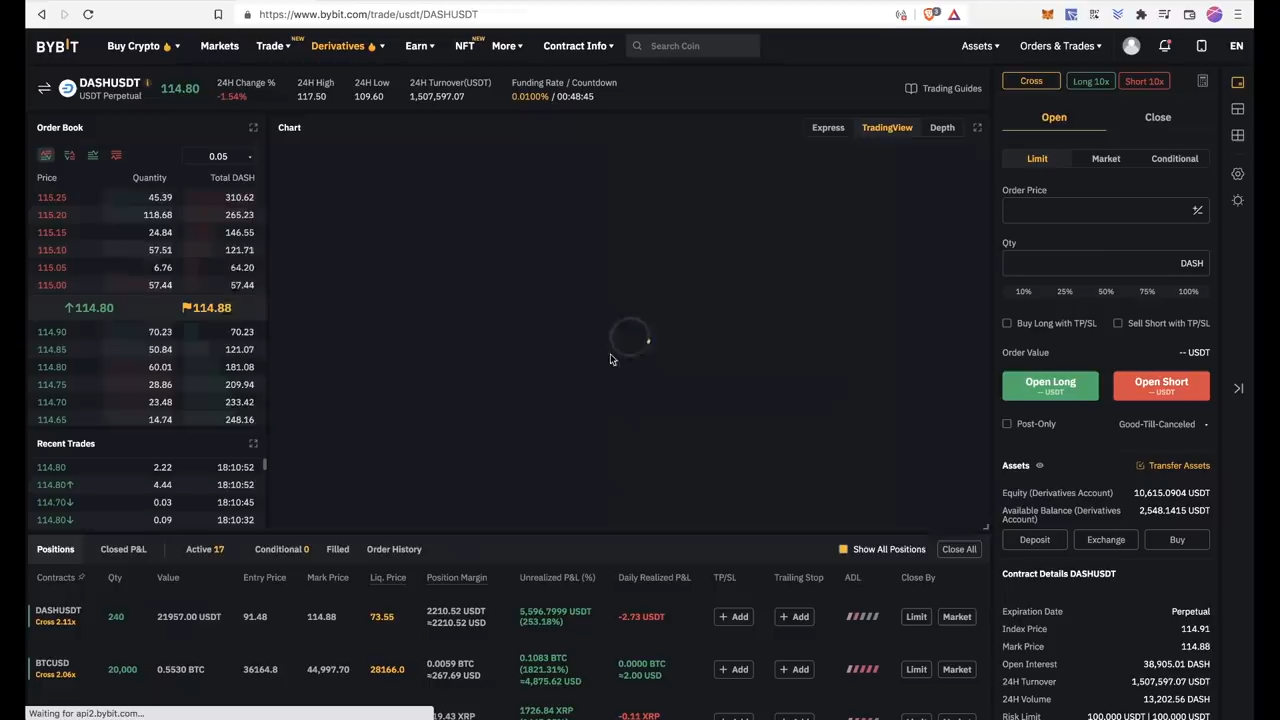 https://www.bybit.com/trade/usdt/DASHUSDT
BYBIT
Buy Crypto
Markets
Trade NEW
Derivatives
Earn
NFT NEW
More
Contract Info
Search Coin
Assets
Orders & Trades
EN
DASHUSDT
USDT Perpetual
114.80
24H Change %
-1.54%
24H High
117.50
24H Low
109.60
24H Turnover(USDT)
1,507,597.07
Funding Rate / Countdown
0.0100% / 00:48:45
Trading Guides
Order Book
0.05
Price Quantity Total DASH
115.25 45.39 310.62
115.20 118.68 265.23
115.15 24.84 146.55
115.10 57.51 121.71
115.05 6.76 64.20
115.00 57.44 57.44
↑114.80 114.88
114.90 70.23 70.23
114.85 50.84 121.07
114.80 60.01 181.08
114.75 28.86 209.94
114.70 23.48 233.42
114.65 14.74 248.16
Recent Trades
114.80 2.22 18:10:52
114.80↑ 4.44 18:10:52
114.70↓ 0.03 18:10:45
114.80↓ 0.09 18:10:32
Chart
Express TradingView Depth
Cross Long 10x Short 10x
Open Close
Limit Market Conditional
Order Price
Qty
DASH
10% 25% 50% 75% 100%
Buy Long with TP/SL Sell Short with TP/SL
Order Value -- USDT
Open Long
-- USDT
Open Short
-- USDT
Post-Only Good-Till-Canceled
Assets Transfer Assets
Equity (Derivatives Account) 10,615.0904 USDT
Available Balance (Derivatives Account) 2,548.1415 USDT
Deposit Exchange Buy
Contract Details DASHUSDT
Expiration Date Perpetual
Index Price 114.91
Mark Price 114.88
Open Interest 38,905.01 DASH
24H Turnover 1,507,597.07 USDT
24H Volume 13,202.56 DASH
Risk Limit 100,000 USDT | 100,000 USDT
Positions Closed P&L Active 17 Conditional 0 Filled Order History
Show All Positions Close All
Contracts Qty Value Entry Price Mark Price Liq. Price Position Margin Unrealized P&L (%) Daily Realized P&L TP/SL Trailing Stop ADL Close By
DASHUSDT
Cross 2.11x
240 21957.00 USDT 91.48 114.88 73.55
2210.52 USDT
≈2210.52 USD
5,596.7999 USDT
(253.18%)
-2.73 USDT
+ Add + Add Limit Market
BTCUSD
Cross 2.06x
20,000 0.5530 BTC 36164.8 44,997.70 28166.0
0.0059 BTC
≈267.69 USD
0.1083 BTC
(1821.31%)
≈4,875.62 USD
0.0000 BTC
≈2.00 USD
+ Add + Add Limit Market
19.43 XRP
1726.84 XRP
-0.11 XRP
Waiting for api2.bybit.com...